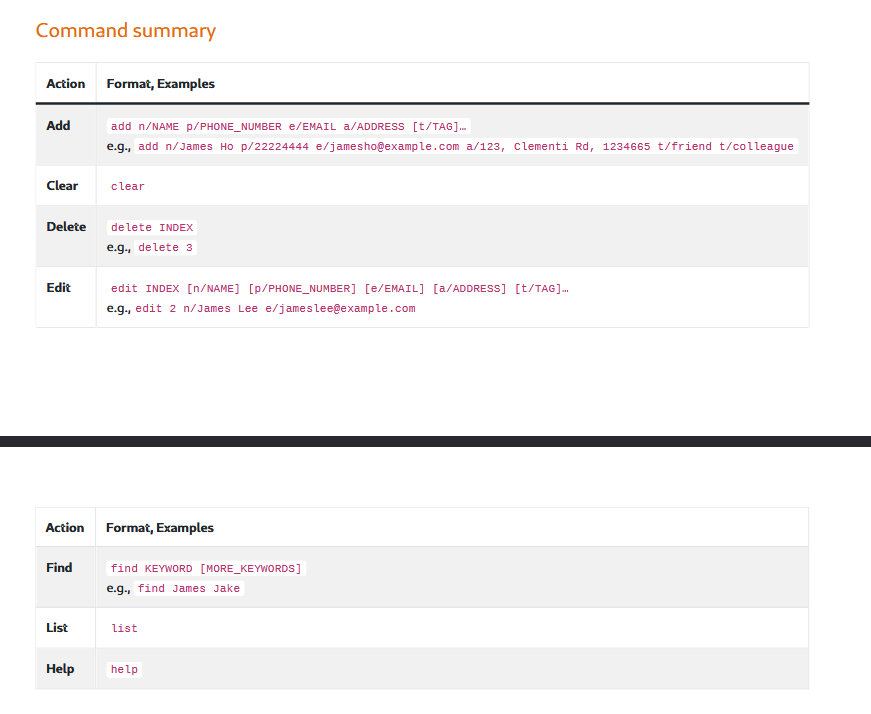 Command summary
Action Format, Examples
Add add n/NAME p/PHONE_NUMBER e/EMAIL a/ADDRESS [t/TAG]…
e.g., add n/James Ho p/22224444 e/jamesho@example.com a/123, Clementi Rd, 1234665 t/friend t/colleague
Clear clear
Delete delete INDEX
e.g., delete 3
Edit edit INDEX [n/NAME] [p/PHONE_NUMBER] [e/EMAIL] [a/ADDRESS] [t/TAG]…
e.g., edit 2 n/James Lee e/jameslee@example.com
Action Format, Examples
Find find KEYWORD [MORE_KEYWORDS]
e.g., find James Jake
List list
Help help